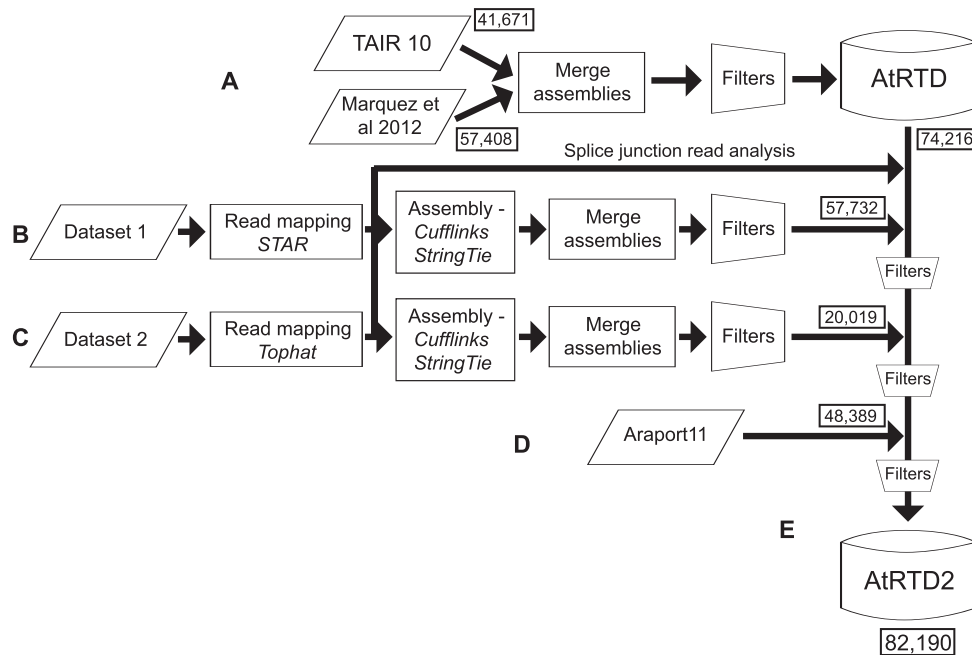 41,671
TAIR 10
A
Merge
assemblies
Filters
AtRTD
Marquez et
al 2012
57,408
74,216
Splice junction read analysis
B
Dataset 1
Read mapping
STAR
Assembly -
Cufflinks
StringTie
Merge
assemblies
Filters
57,732
Filters
C
Dataset 2
Read mapping
Tophat
Assembly -
Cufflinks
StringTie
Merge
assemblies
Filters
20,019
Filters
D
Araport11
48,389
Filters
E
AtRTD2
82,190